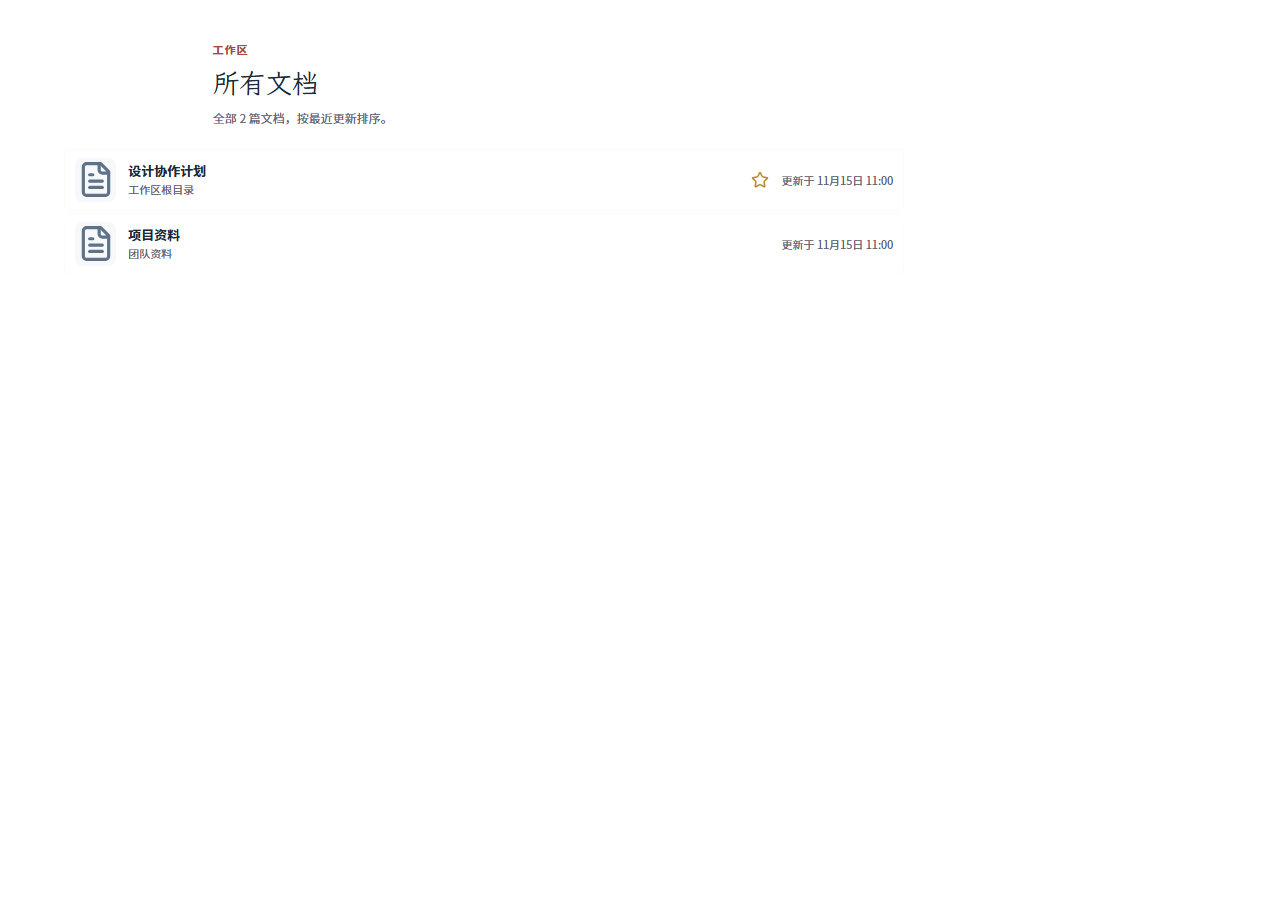 工作区
所有文档
全部 2 篇文档，按最近更新排序。
设计协作计划
工作区根目录
更新于 11月15日 11:00
项目资料
团队资料
更新于 11月15日 11:00